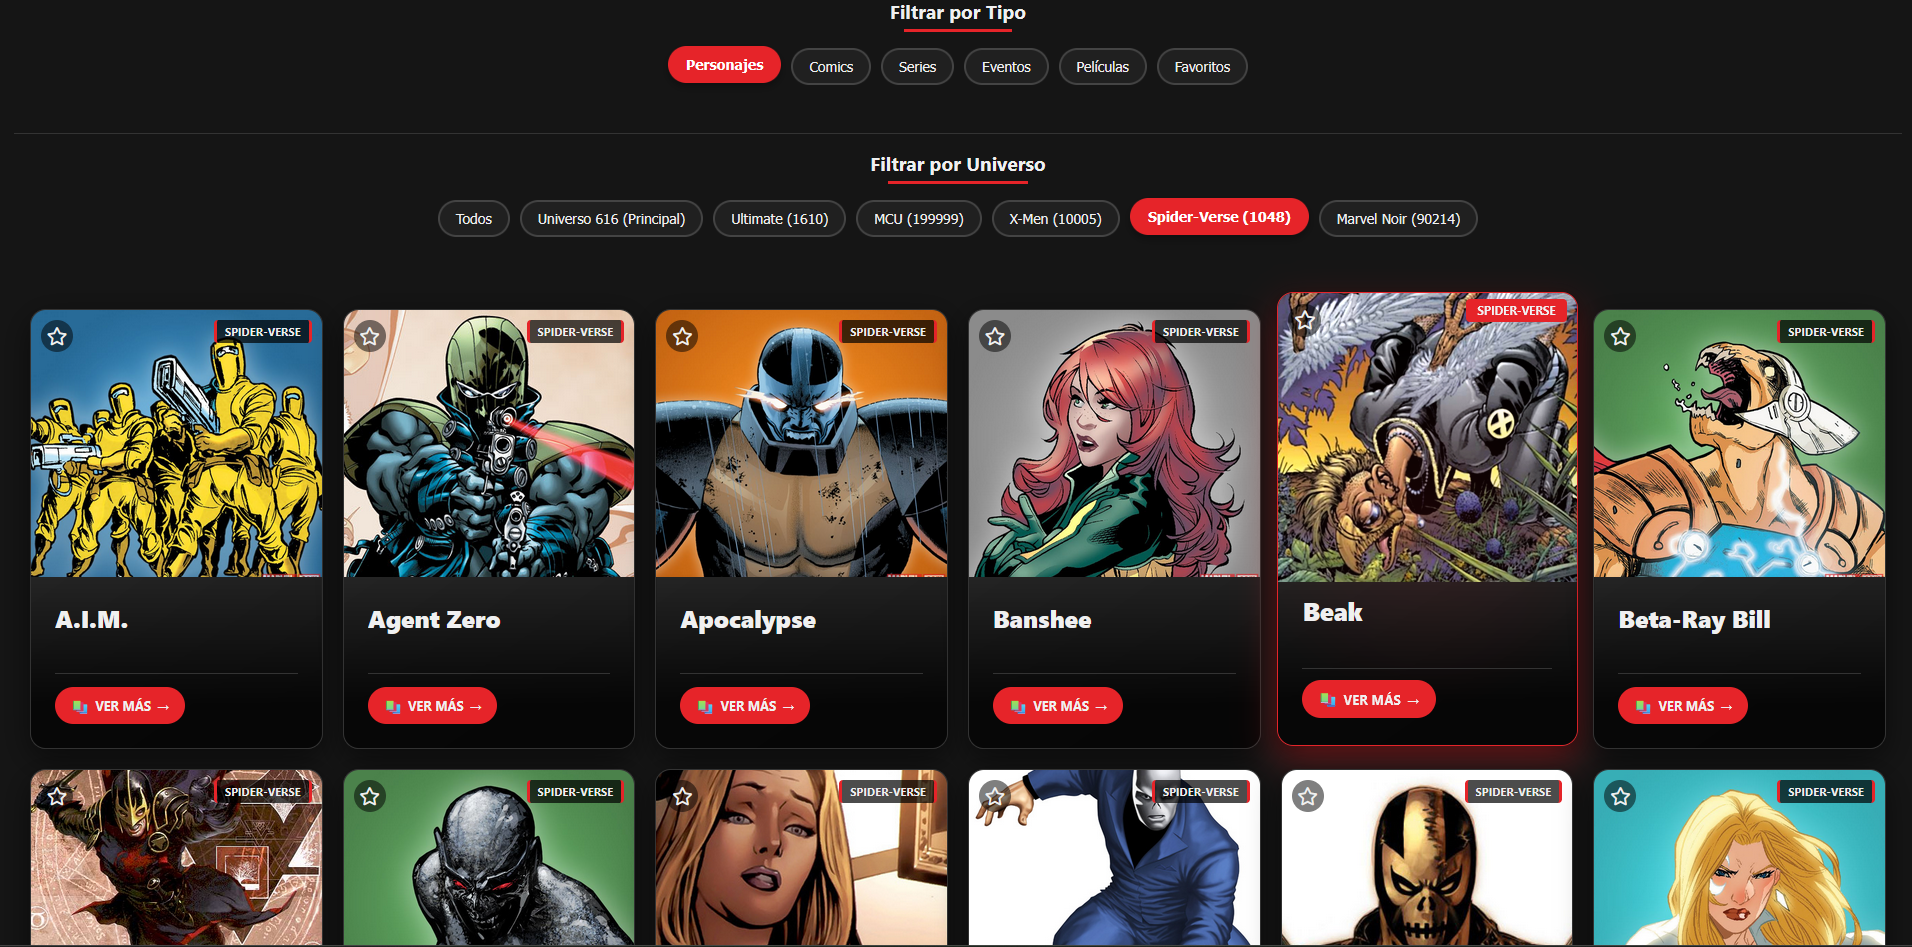 Filtrar por Tipo
Personajes Comics Series Eventos Películas Favoritos
Filtrar por Universo
Todos Universo 616 (Principal) Ultimate (1610) MCU (199999) X-Men (10005) Spider-Verse (1048) Marvel Noir (90214)
SPIDER-VERSE SPIDER-VERSE SPIDER-VERSE SPIDER-VERSE SPIDER-VERSE SPIDER-VERSE
A.I.M. Agent Zero Apocalypse Banshee Beak Beta-Ray Bill
VER MÁS → VER MÁS → VER MÁS → VER MÁS → VER MÁS → VER MÁS →
SPIDER-VERSE SPIDER-VERSE SPIDER-VERSE SPIDER-VERSE SPIDER-VERSE SPIDER-VERSE